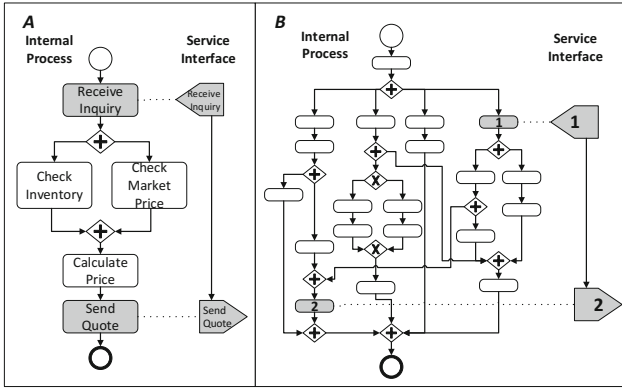 A
Internal
Process
Service
Interface
Receive
Inquiry
Receive
Inquiry
Check
Inventory
Check
Market
Price
Calculate
Price
Send
Quote
Send
Quote
B
Internal
Process
Service
Interface
1
1
X
X
2
2